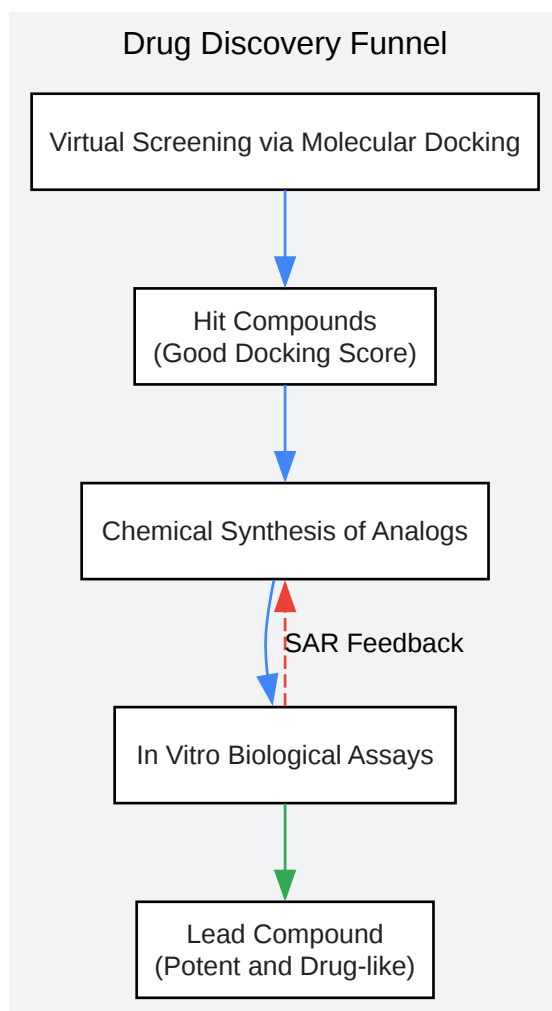 Drug Discovery Funnel
Virtual Screening via Molecular Docking
Hit Compounds
(Good Docking Score)
Chemical Synthesis of Analogs
SAR Feedback
In Vitro Biological Assays
Lead Compound
(Potent and Drug-like)